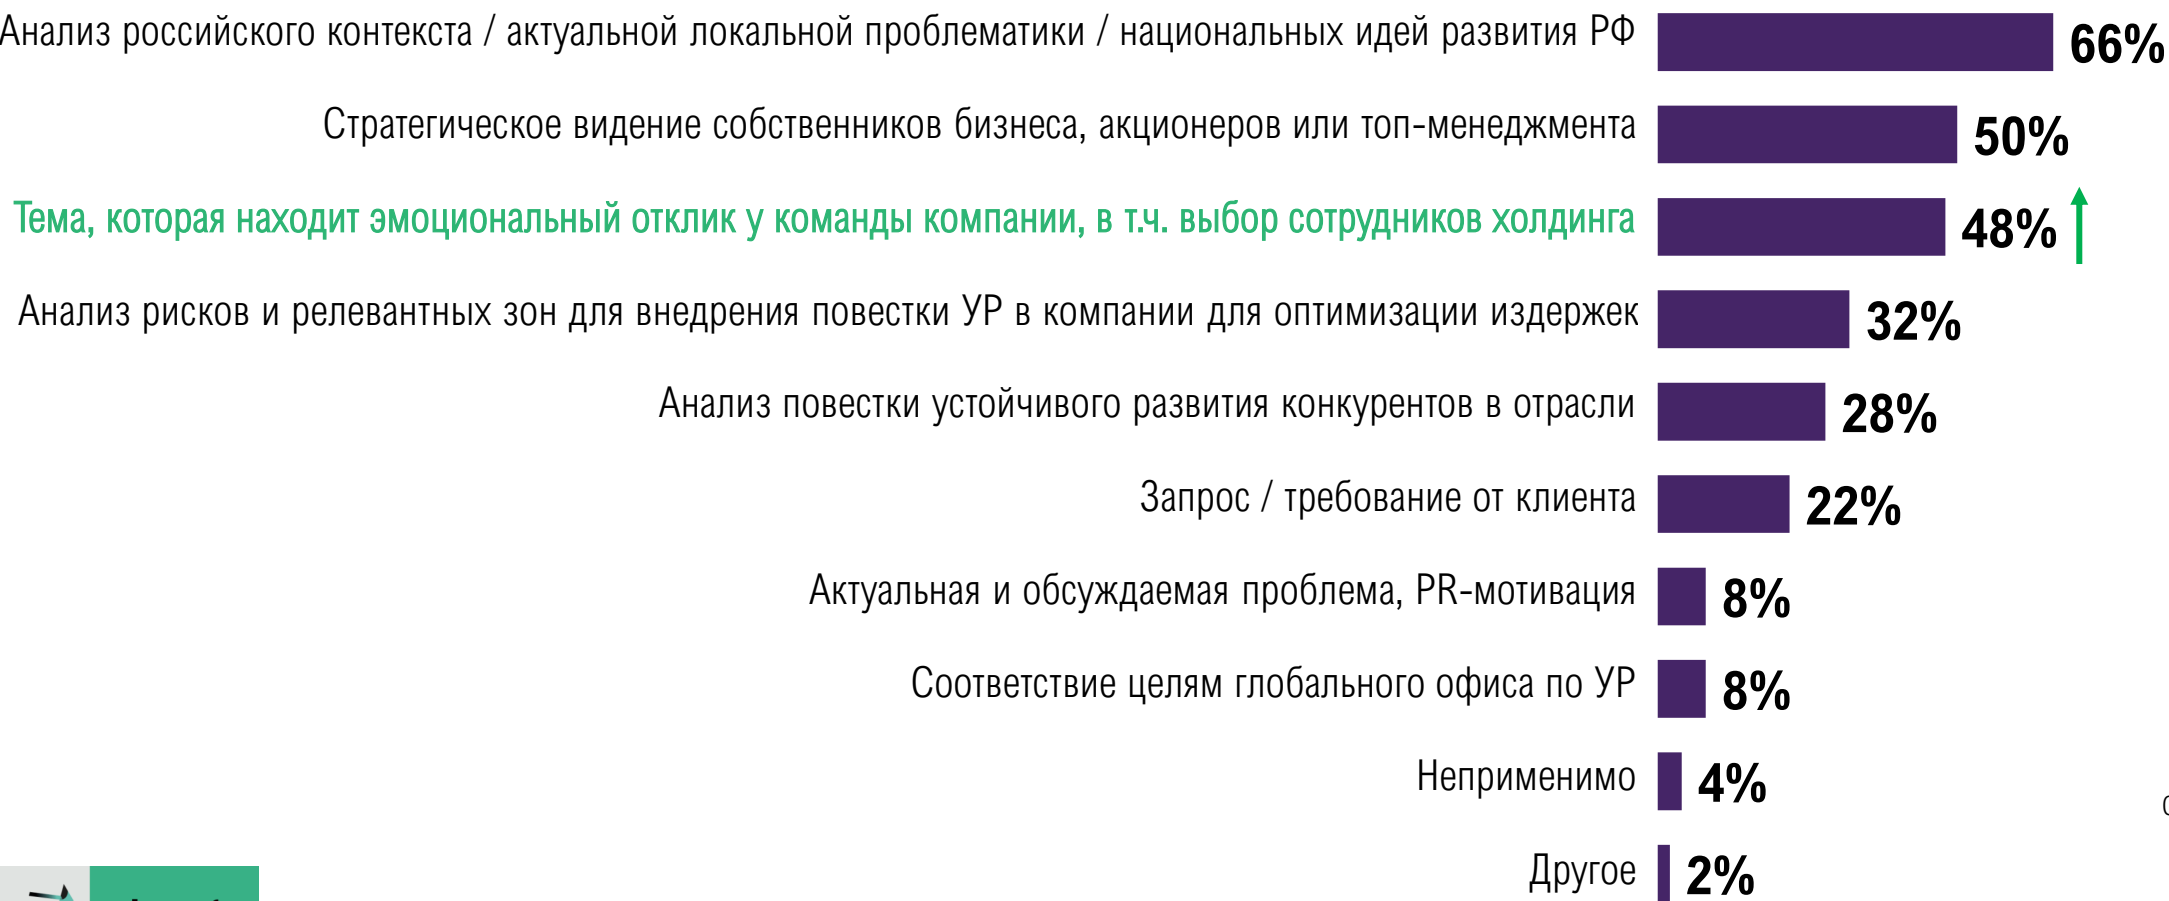 Анализ российского контекста / актуальной локальной проблематики / национальных идей развития РФ 66%
Стратегическое видение собственников бизнеса, акционеров или топ-менеджмента 50%
Тема, которая находит эмоциональный отклик у команды компании, в т.ч. выбор сотрудников холдинга 48%
Анализ рисков и релевантных зон для внедрения повестки УР в компании для оптимизации издержек 32%
Анализ повестки устойчивого развития конкурентов в отрасли 28%
Запрос / требование от клиента 22%
Актуальная и обсуждаемая проблема, PR-мотивация 8%
Соответствие целям глобального офиса по УР 8%
Неприменимо 4%
Другое 2%